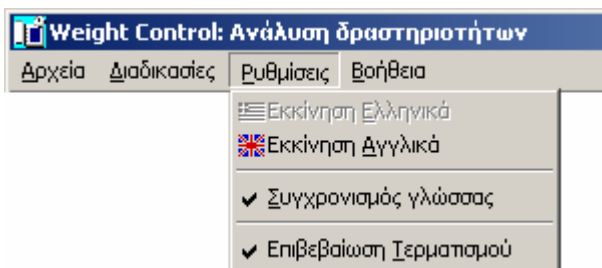 Weight Control: Ανάλυση δραστηριοτήτων
Αρχεία Διαδικασίες Ρυθμίσεις Βοήθεια
Εκκίνηση Ελληνικά
Εκκίνηση Αγγλικά
Συγχρονισμός γλώσσας
Επιβεβαίωση Τερματισμού